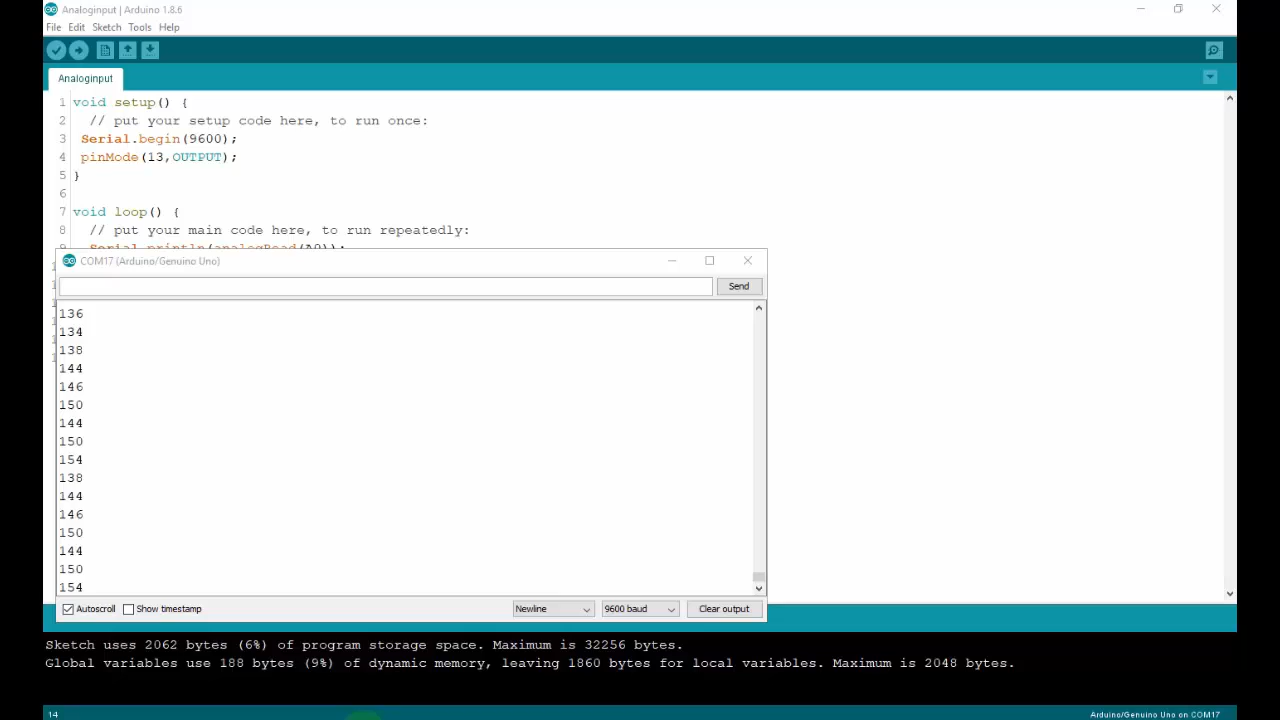 Analoginput | Arduino 1.8.6
File Edit Sketch Tools Help
Analoginput
1 void setup() {
2 // put your setup code here, to run once:
3 Serial.begin(9600);
4 pinMode(13,OUTPUT);
5 }
6
7 void loop() {
8 // put your main code here, to run repeatedly:
9 Serial.println(analogRead(A0));
COM17 (Arduino/Genuino Uno)
Send
136
134
138
144
146
150
144
150
154
138
144
146
150
144
150
154
Autoscroll Show timestamp Newline 9600 baud Clear output
Sketch uses 2062 bytes (6%) of program storage space. Maximum is 32256 bytes.
Global variables use 188 bytes (9%) of dynamic memory, leaving 1860 bytes for local variables. Maximum is 2048 bytes.
14 Arduino/Genuino Uno on COM17